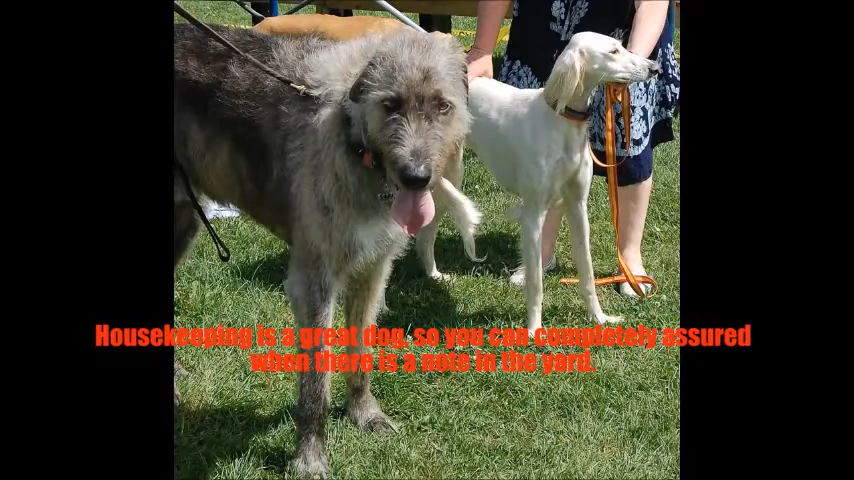 Housekeeping is a great dog, so you can completely assured
when there is a note in the yard.